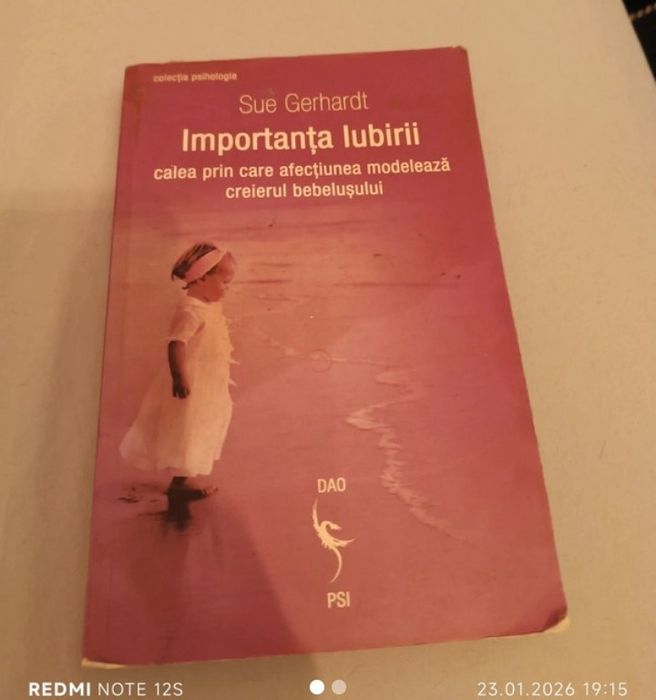 colecția psihologie
Sue Gerhardt
Importanța Iubirii
calea prin care afecțiunea modelează
creierul bebelușului
DAO
PSI
REDMI NOTE 12S
23.01.2026 19:15